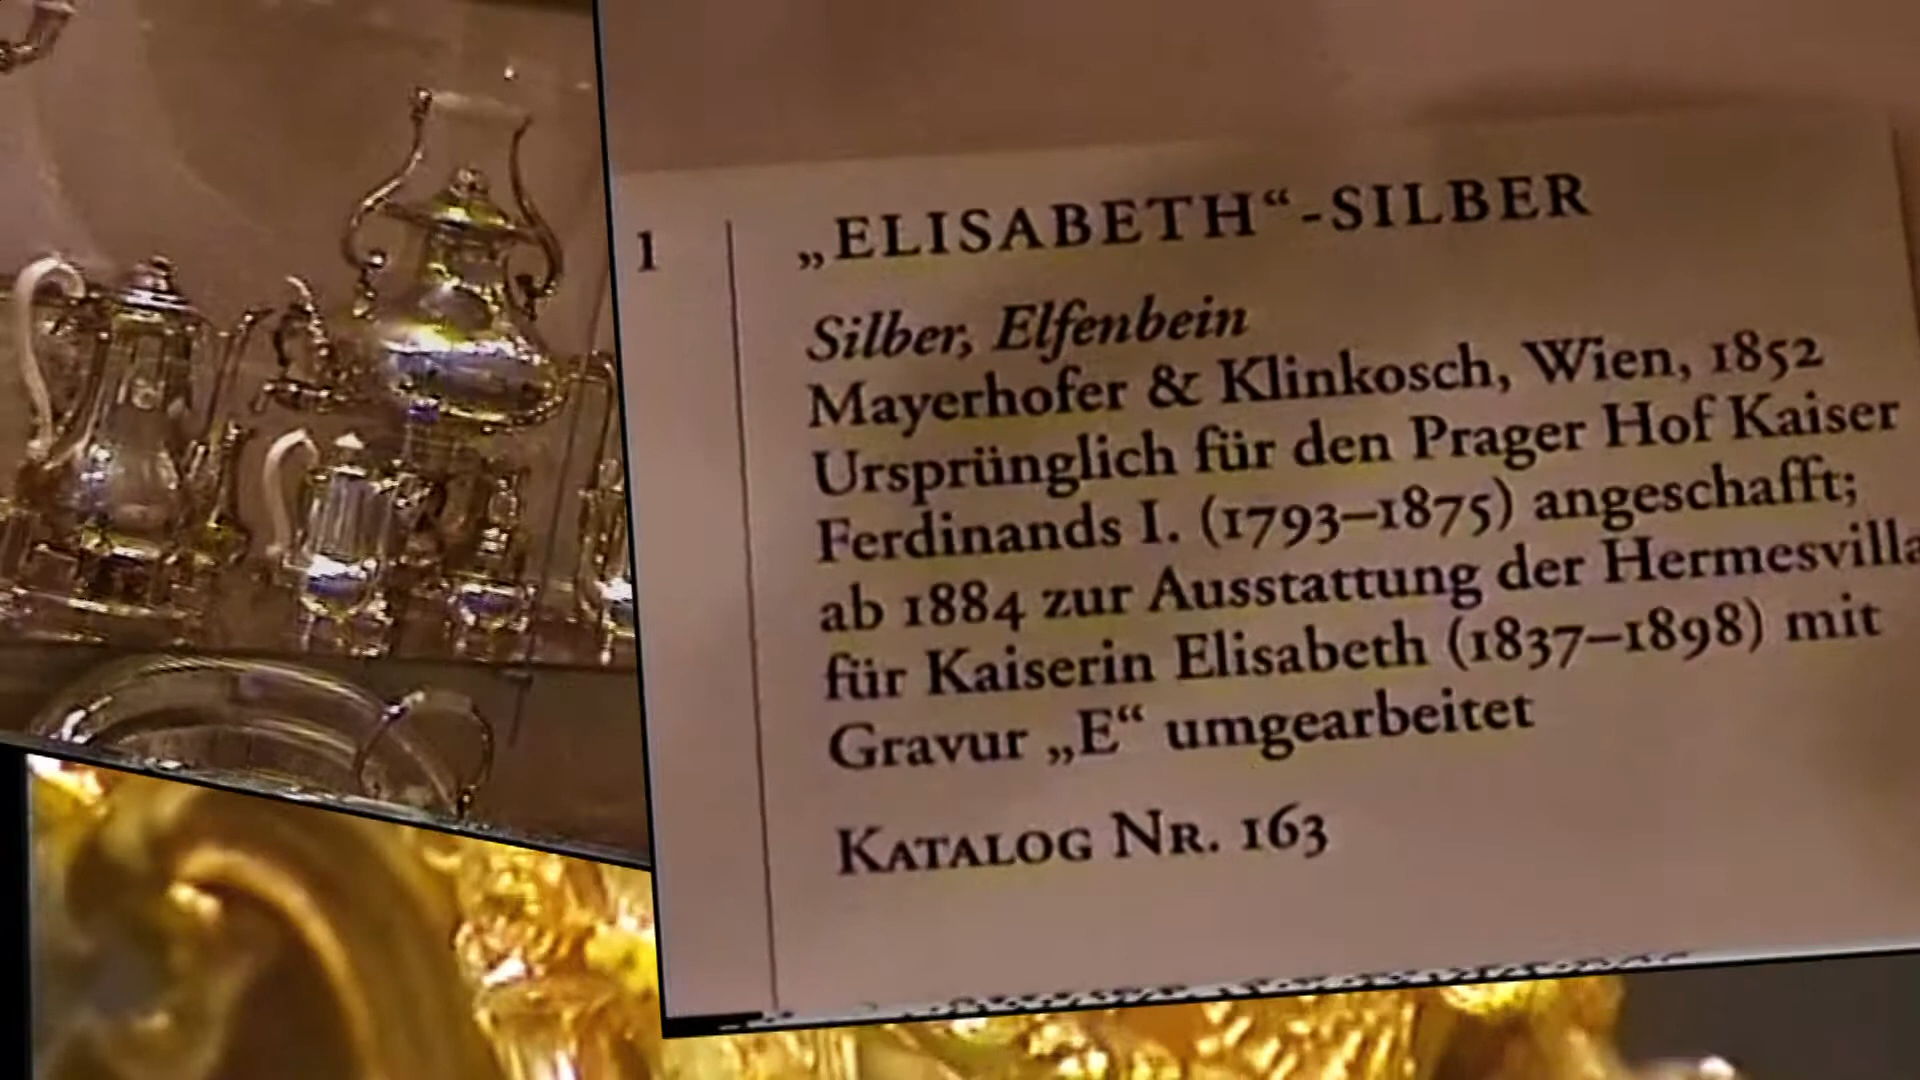 1
„ELISABETH“-SILBER
Silber, Elfenbein
Mayerhofer & Klinkosch, Wien, 1852
Ursprünglich für den Prager Hof Kaiser
Ferdinands I. (1793–1875) angeschafft;
ab 1884 zur Ausstattung der Hermesvilla
für Kaiserin Elisabeth (1837–1898) mit
Gravur „E“ umgearbeitet
KATALOG NR. 163